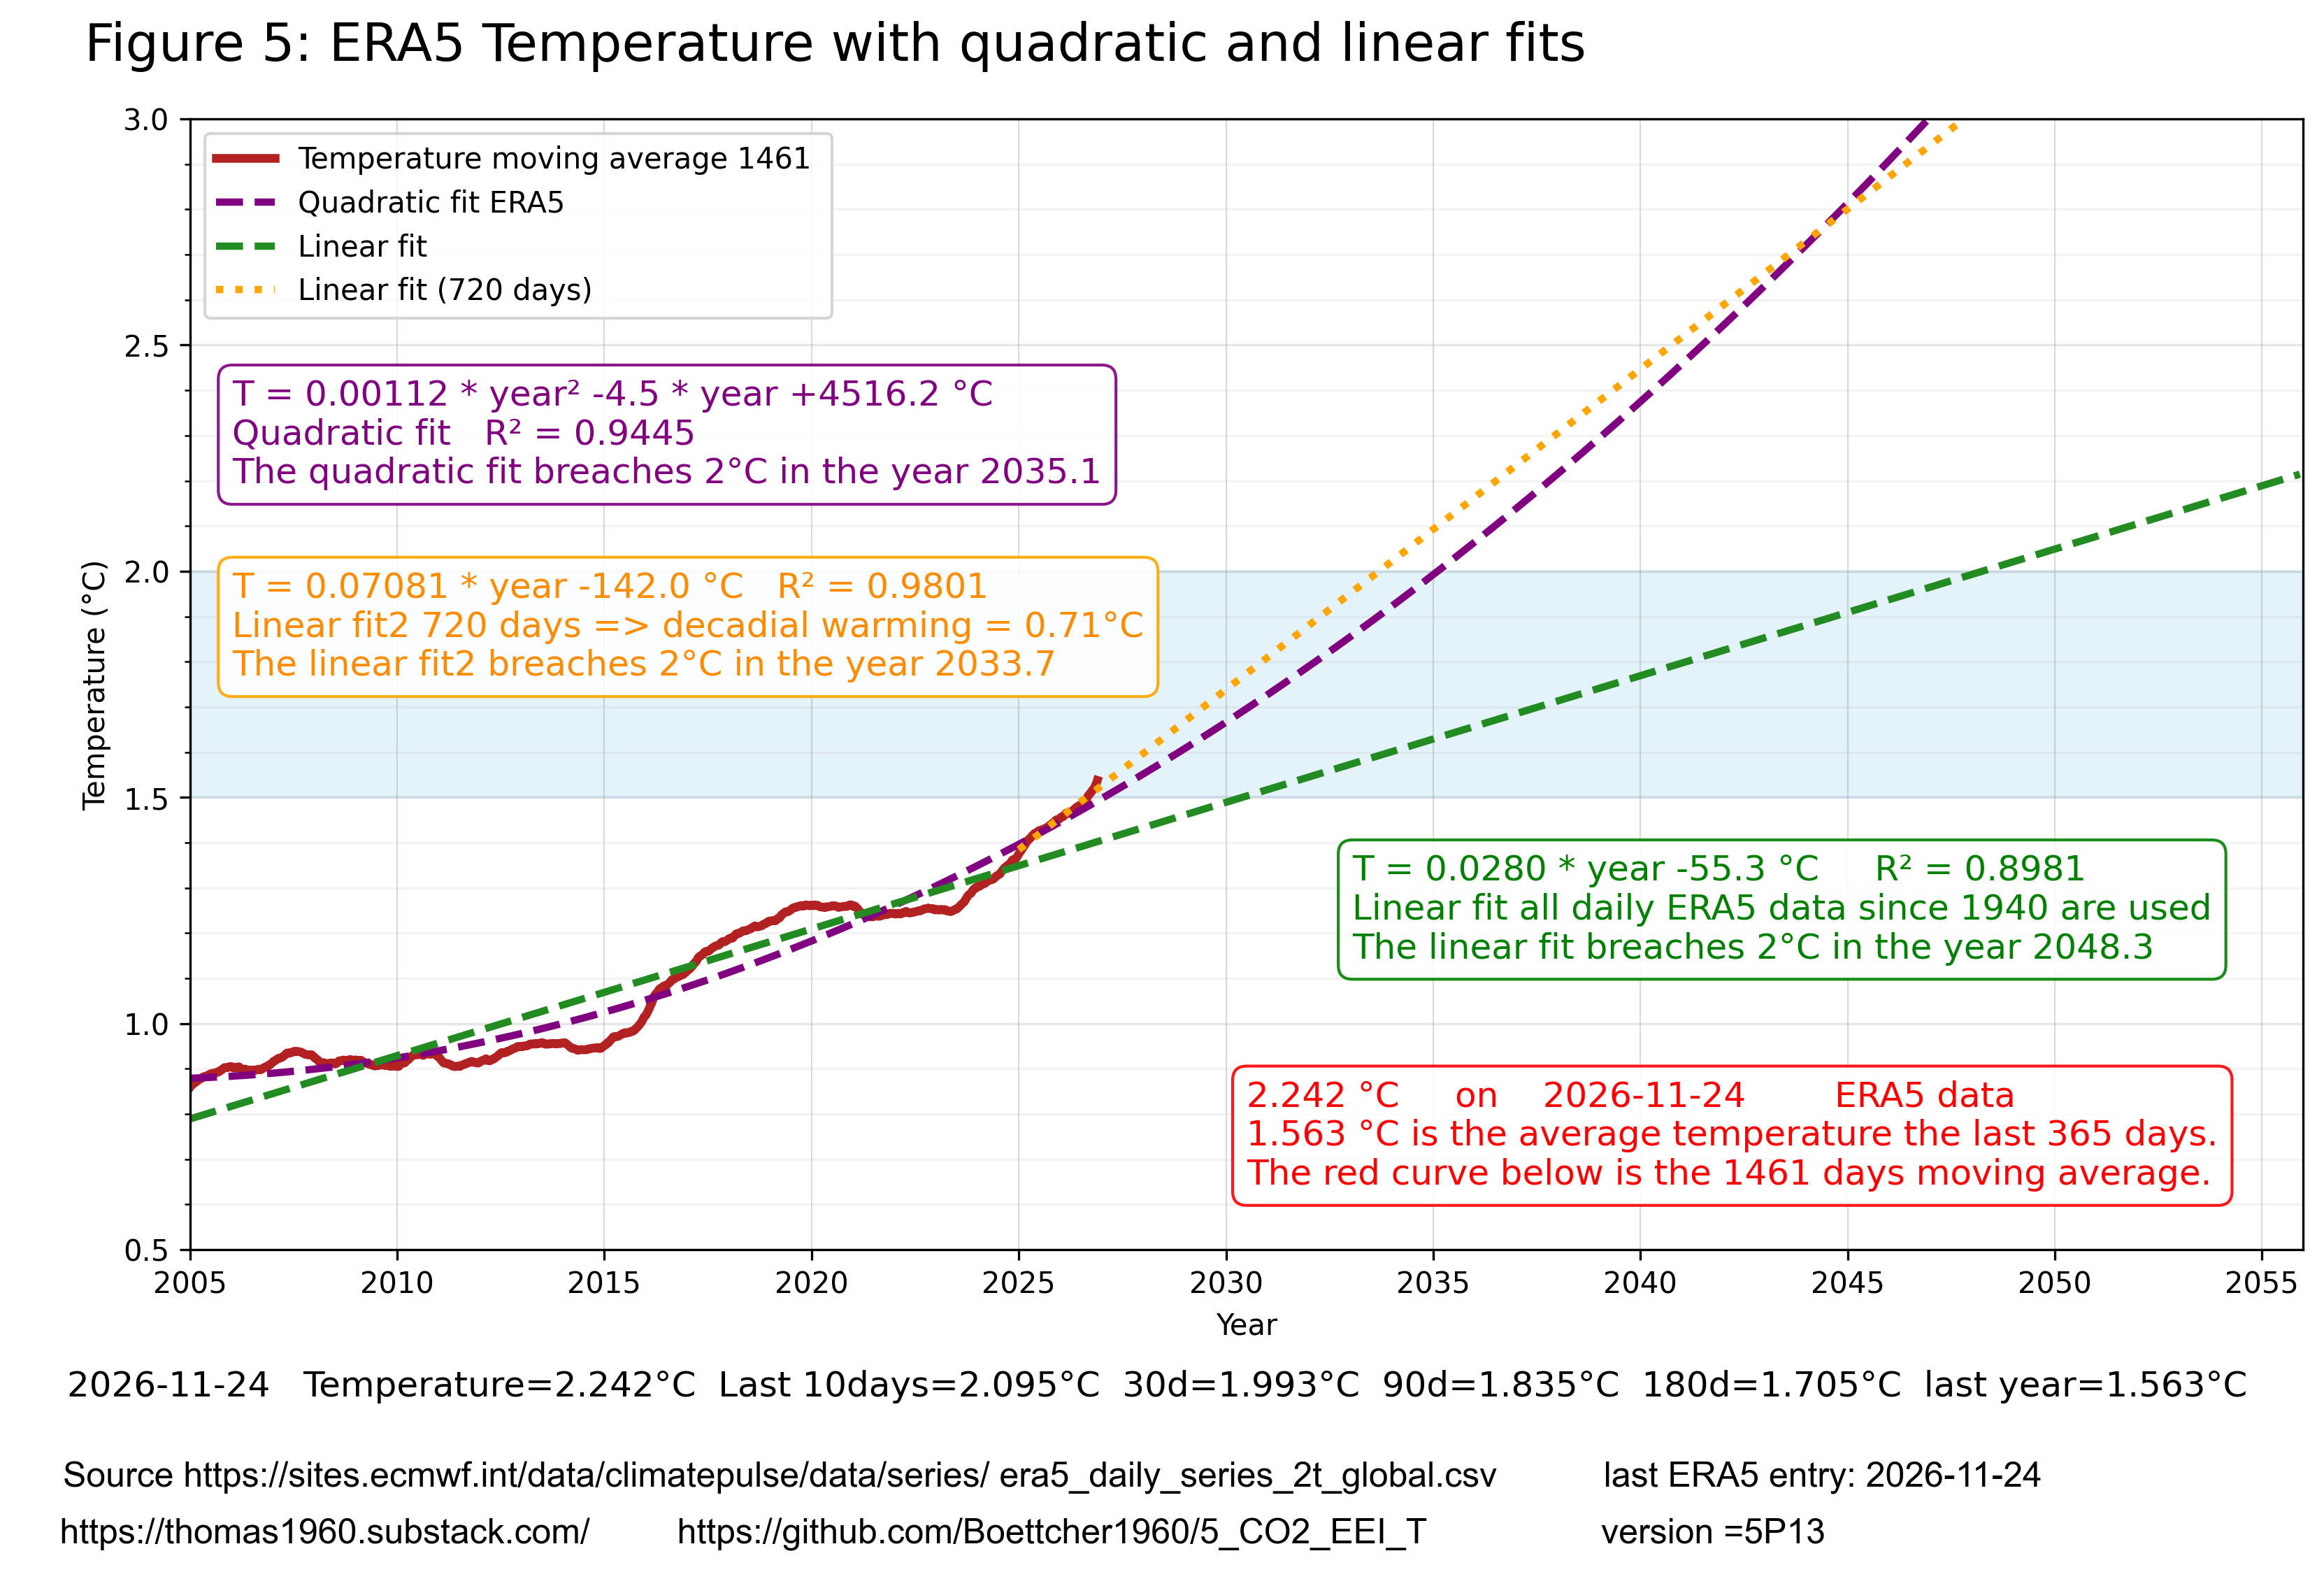 Figure 5: ERA5 Temperature with quadratic and linear fits
3.0
2.5
2.0
1.5
1.0
0.5
Temperature (°C)
Temperature moving average 1461
Quadratic fit ERA5
Linear fit
Linear fit (720 days)
T = 0.00112 * year² -4.5 * year +4516.2 °C
Quadratic fit R² = 0.9445
The quadratic fit breaches 2°C in the year 2035.1
T = 0.07081 * year -142.0 °C R² = 0.9801
Linear fit2 720 days => decadial warming = 0.71°C
The linear fit2 breaches 2°C in the year 2033.7
T = 0.0280 * year -55.3 °C R² = 0.8981
Linear fit all daily ERA5 data since 1940 are used
The linear fit breaches 2°C in the year 2048.3
2.242 °C on 2026-11-24 ERA5 data
1.563 °C is the average temperature the last 365 days.
The red curve below is the 1461 days moving average.
2005 2010 2015 2020 2025 2030 2035 2040 2045 2050 2055
Year
2026-11-24 Temperature=2.242°C Last 10days=2.095°C 30d=1.993°C 90d=1.835°C 180d=1.705°C last year=1.563°C
Source https://sites.ecmwf.int/data/climatepulse/data/series/ era5_daily_series_2t_global.csv last ERA5 entry: 2026-11-24
https://thomas1960.substack.com/ https://github.com/Boettcher1960/5_CO2_EEI_T version =5P13